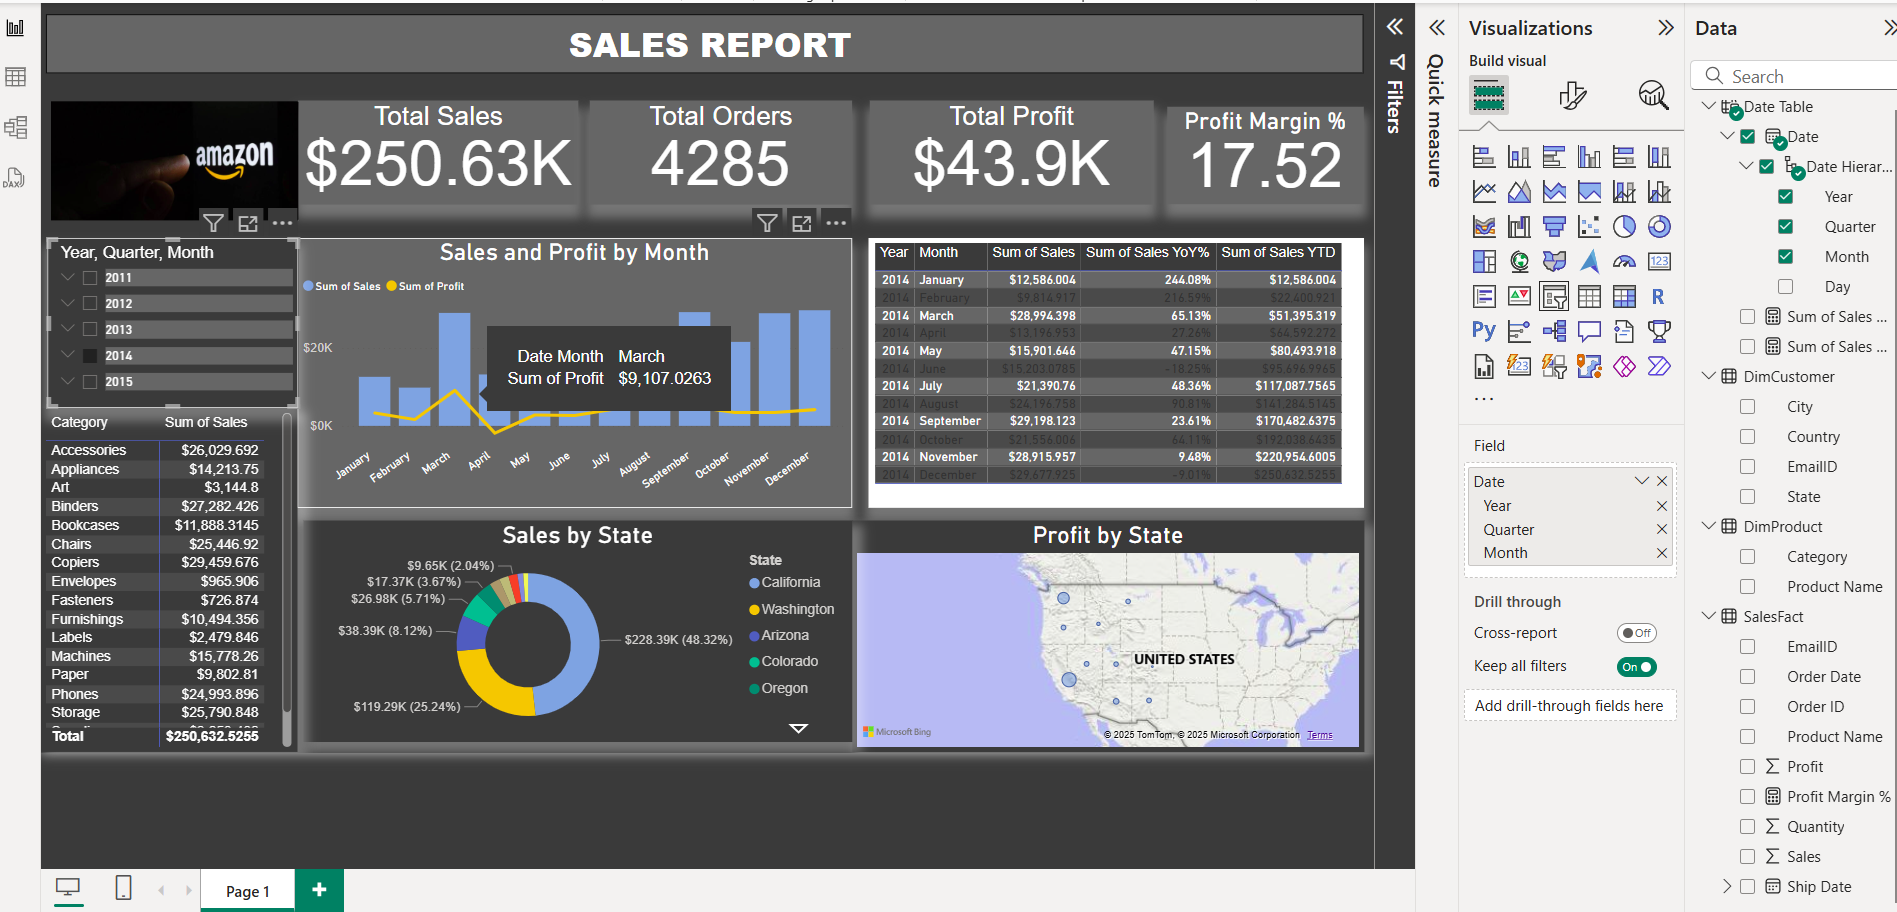 SALES REPORT
amazon
Total Sales
$250.63K
Total Orders
4285
Total Profit
$43.9K
Profit Margin %
17.52
Year, Quarter, Month
2011
2012
2013
2014
2015
Category Sum of Sales
Accessories $26,029.692
Appliances $14,213.75
Art $3,144.8
Binders $27,282.426
Bookcases $11,888.3145
Chairs $25,446.92
Copiers $29,459.676
Envelopes $965.906
Fasteners $726.874
Furnishings $10,494.356
Labels $2,479.846
Machines $15,778.26
Paper $9,802.81
Phones $24,993.896
Storage $25,790.848
Total $250,632.5255
Sales and Profit by Month
Sum of Sales Sum of Profit
$20K
$0K
Date Month March
Sum of Profit $9,107.0263
January February March April May June July August September October November December
Year Month Sum of Sales Sum of Sales YoY% Sum of Sales YTD
2014 January $12,586.004 244.08% $12,586.004
2014 February $9,814.917 216.59% $22,400.921
2014 March $28,994.398 65.13% $51,395.319
2014 April $13,196.953 27.26% $64,592.272
2014 May $15,901.646 47.15% $80,493.918
2014 June $15,203.0785 -18.25% $95,696.9965
2014 July $21,390.76 48.36% $117,087.7565
2014 August $24,196.758 90.81% $141,284.5145
2014 September $29,198.123 23.61% $170,482.6375
2014 October $21,556.006 64.11% $192,038.6435
2014 November $28,915.957 9.48% $220,954.6005
2014 December $29,677.925 -9.01% $250,632.5255
Sales by State
$9.65K (2.04%)
$17.37K (3.67%)
$26.98K (5.71%)
$38.39K (8.12%)
$228.39K (48.32%)
$119.29K (25.24%)
State
California
Washington
Arizona
Colorado
Oregon
Profit by State
UNITED STATES
Microsoft Bing
© 2025 TomTom, © 2025 Microsoft Corporation Terms
Page 1
+
DAX
Filters
Quick measure
Visualizations
Build visual
123
R
Py
123
...
Field
Date
Year
Quarter
Month
Drill through
Cross-report Off
Keep all filters On
Add drill-through fields here
Data
Search
Date Table
Date
Date Hierar...
Year
Quarter
Month
Day
Sum of Sales ...
Sum of Sales ...
DimCustomer
City
Country
EmailID
State
DimProduct
Category
Product Name
SalesFact
EmailID
Order Date
Order ID
Product Name
Profit
Profit Margin %
Quantity
Sales
Ship Date